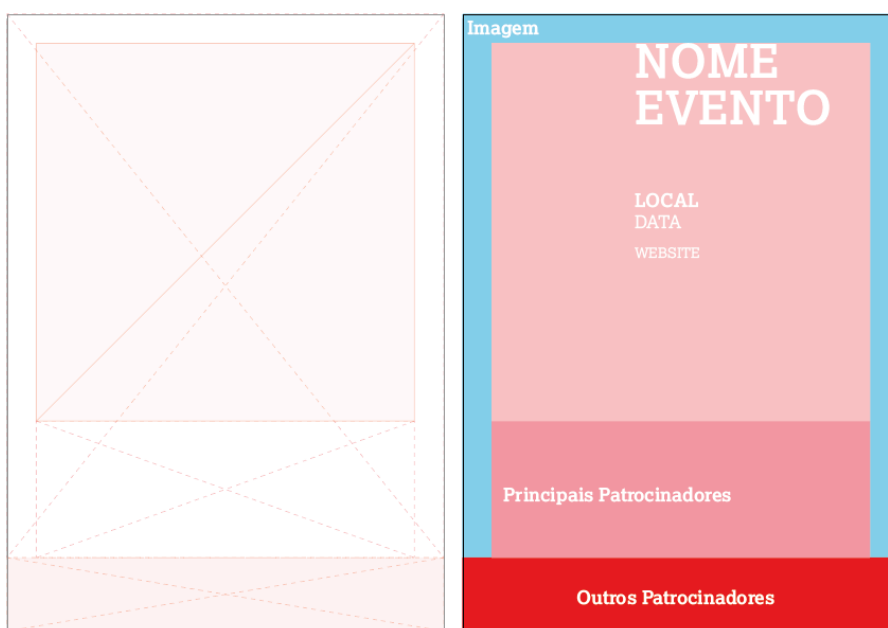 Imagem
NOME
EVENTO
LOCAL
DATA
WEBSITE
Principais Patrocinadores
Outros Patrocinadores